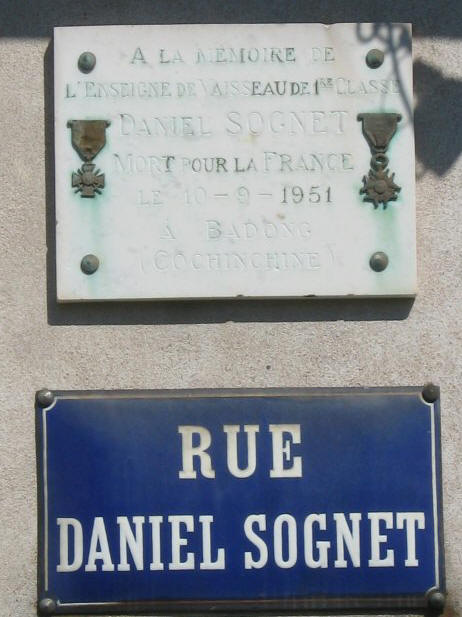 A LA MÉMOIRE DE
L'ENSEIGNE DE VAISSEAU DE 1RE CLASSE
DANIEL SOGNET
MORT POUR LA FRANCE
LE 10-9-1951
A BADONG
(COCHINCHINE)
RUE
DANIEL SOGNET